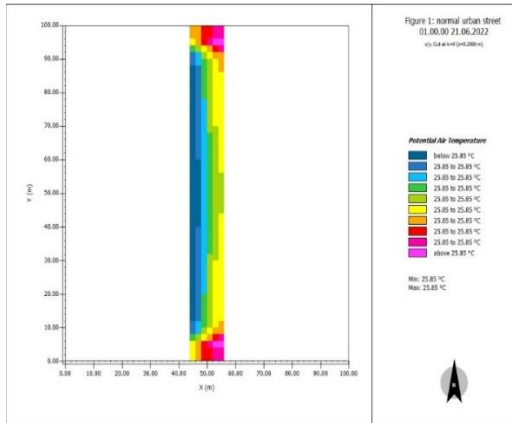 Figure 1: normal urban street
01.00.00 21.06.2022
x/y Cut at k=0 (z=0.2000 m)
Potential Air Temperature
below 25.85 °C
25.85 to 25.85 °C
25.85 to 25.85 °C
25.85 to 25.85 °C
25.85 to 25.85 °C
25.85 to 25.85 °C
25.85 to 25.85 °C
25.85 to 25.85 °C
25.85 to 25.85 °C
above 25.85 °C
Min: 25.85 °C
Max: 25.85 °C
100.00
90.00
80.00
70.00
60.00
50.00
40.00
30.00
20.00
10.00
0.00
Y (m)
0.00 10.00 20.00 30.00 40.00 50.00 60.00 70.00 80.00 90.00 100.00
X (m)